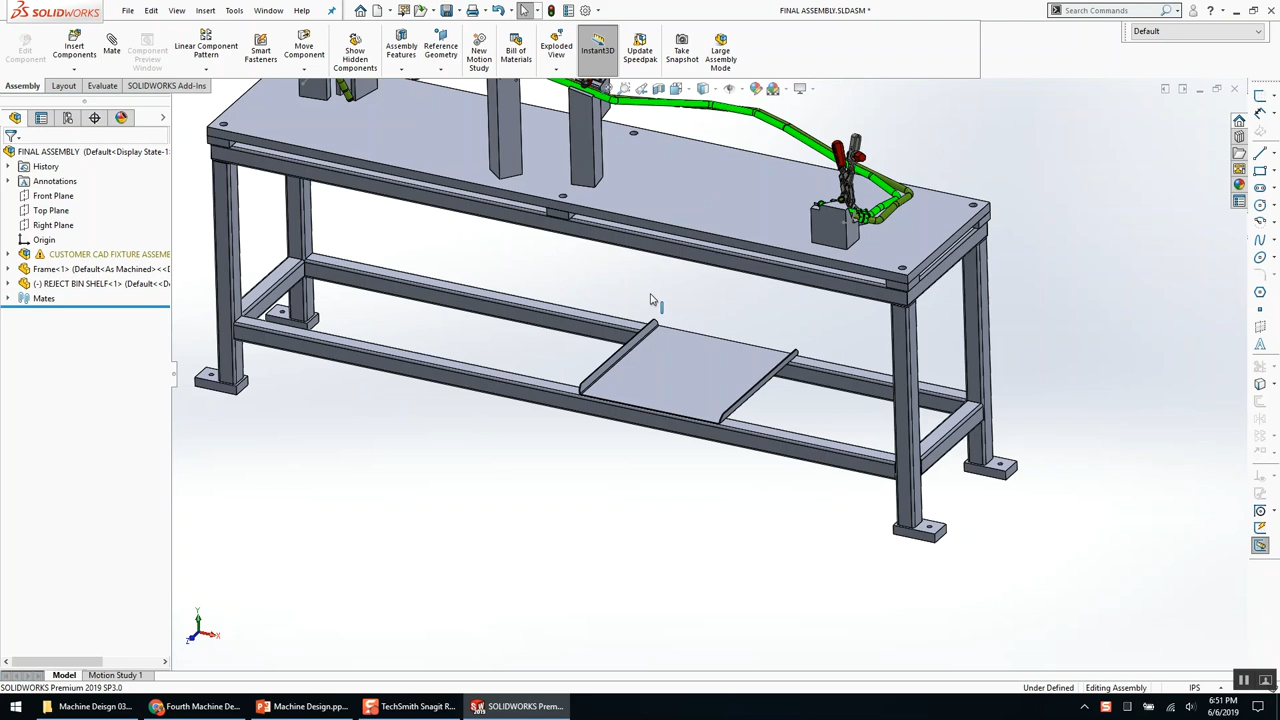 SOLIDWORKS
File
Edit
View
Insert
Tools
Window
Help
FINAL ASSEMBLY.SLDASM *
Search Commands
Edit
Component
Insert
Components
Mate
Component
Preview
Window
Linear Component
Pattern
Smart
Fasteners
Move
Component
Show
Hidden
Components
Assembly
Features
Reference
Geometry
New
Motion
Study
Bill of
Materials
Exploded
View
Instant3D
Update
Speedpak
Take
Snapshot
Large
Assembly
Mode
Default
Assembly
Layout
Evaluate
SOLIDWORKS Add-Ins
FINAL ASSEMBLY (Default<Display State-1
History
Annotations
Front Plane
Top Plane
Right Plane
Origin
CUSTOMER CAD FIXTURE ASSEME
Frame<1> (Default<As Machined><<D
(-) REJECT BIN SHELF<1> (Default<<De
Mates
Y
X
Z
Model
Motion Study 1
SOLIDWORKS Premium 2019 SP3.0
Under Defined
Editing Assembly
IPS
Machine Deisgn 03...
Fourth Machine De...
Machine Design.pp...
TechSmith Snagit R...
SOLIDWORKS Prem...
6:51 PM
6/6/2019